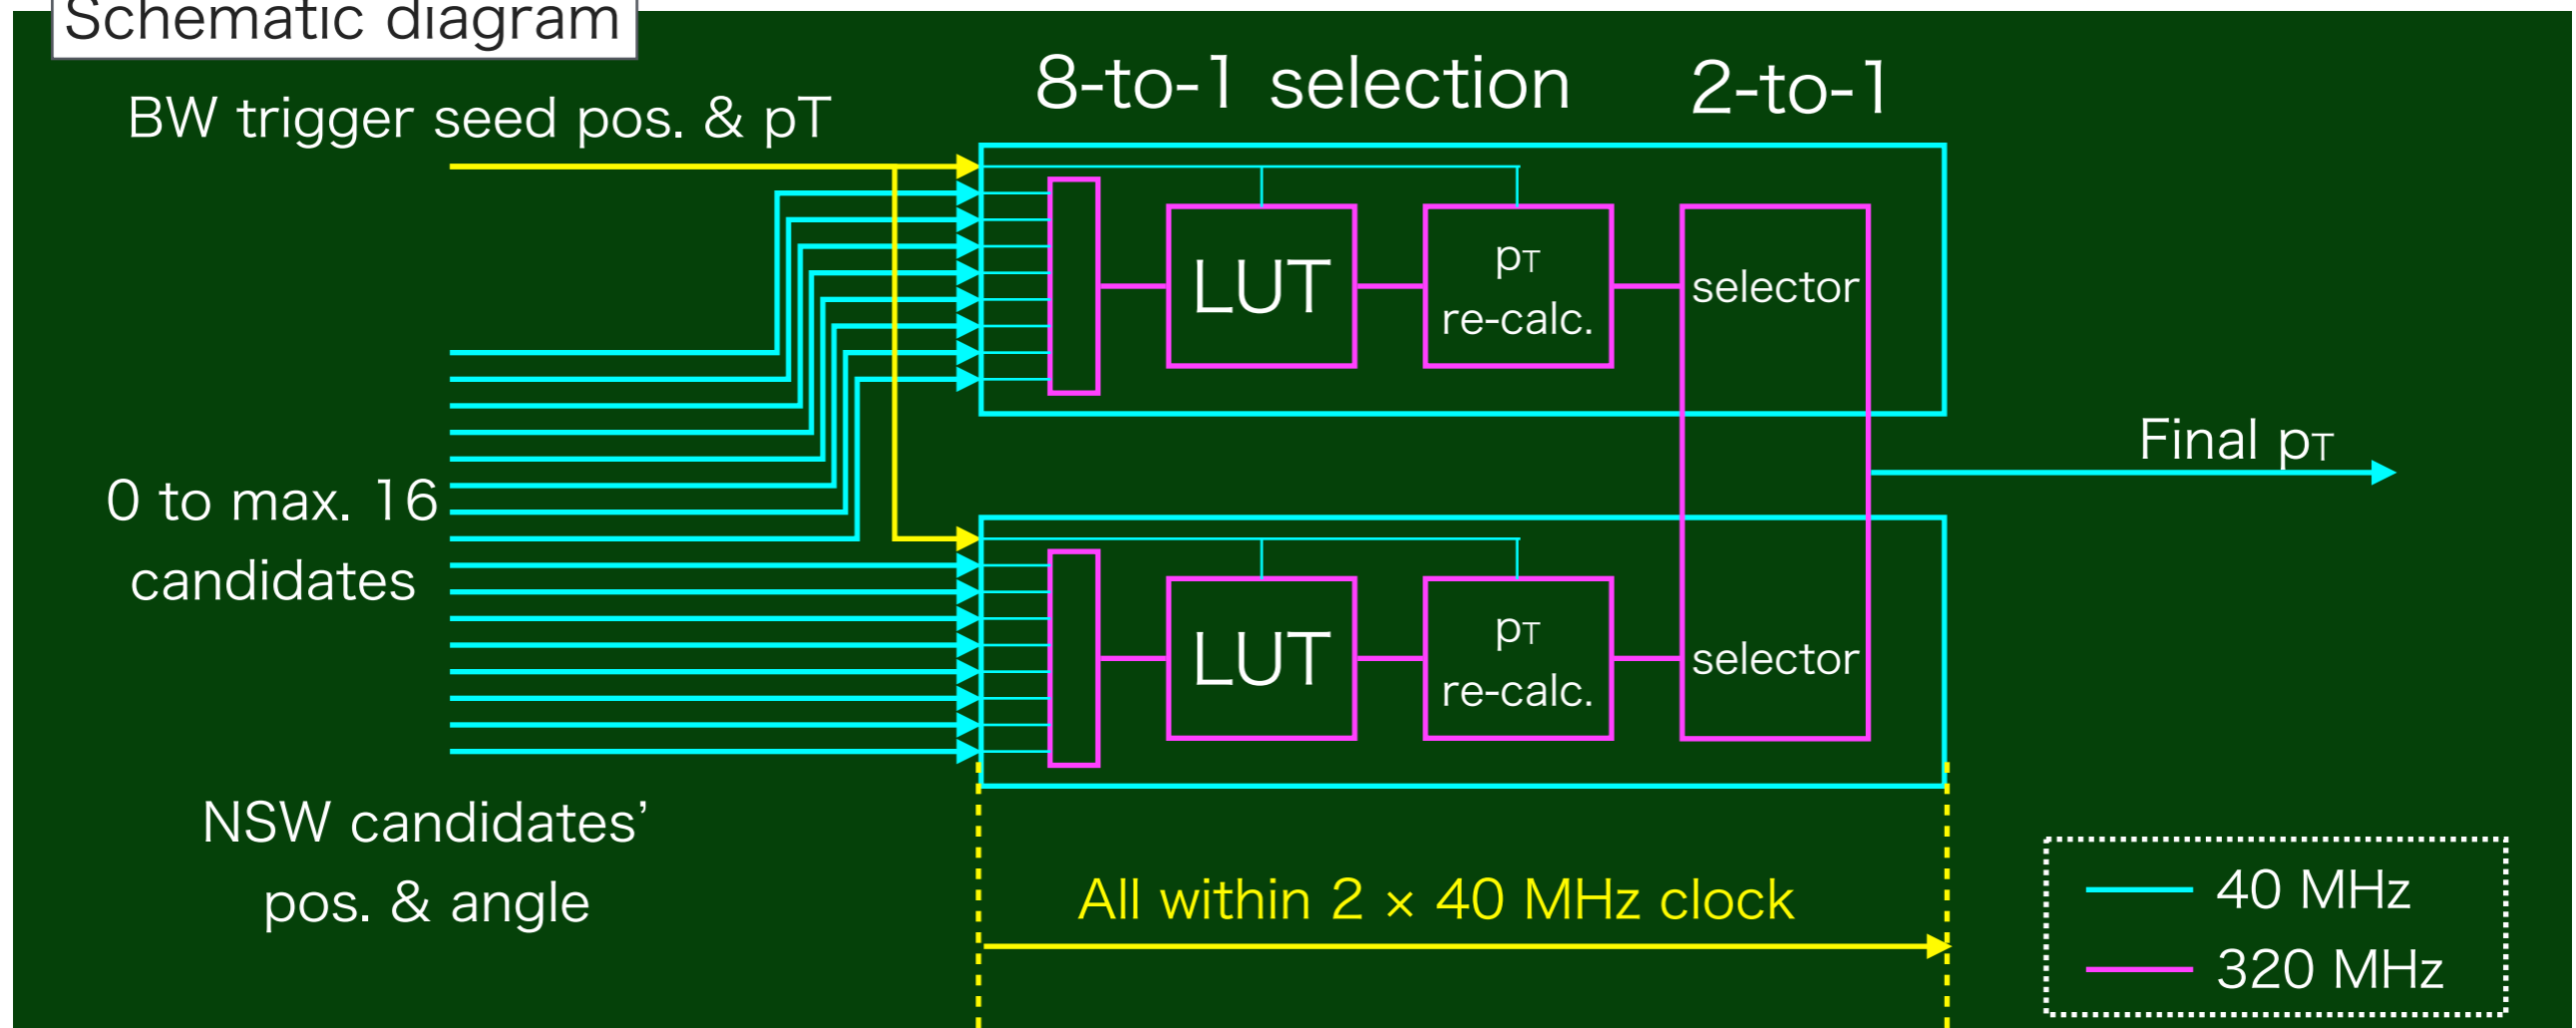 Schematic diagram
8-to-1 selection
2-to-1
BW trigger seed pos. & pT
LUT
pT
re-calc.
selector
Final pT
0 to max. 16
candidates
LUT
pT
re-calc.
selector
NSW candidates’
pos. & angle
All within 2 × 40 MHz clock
40 MHz
320 MHz